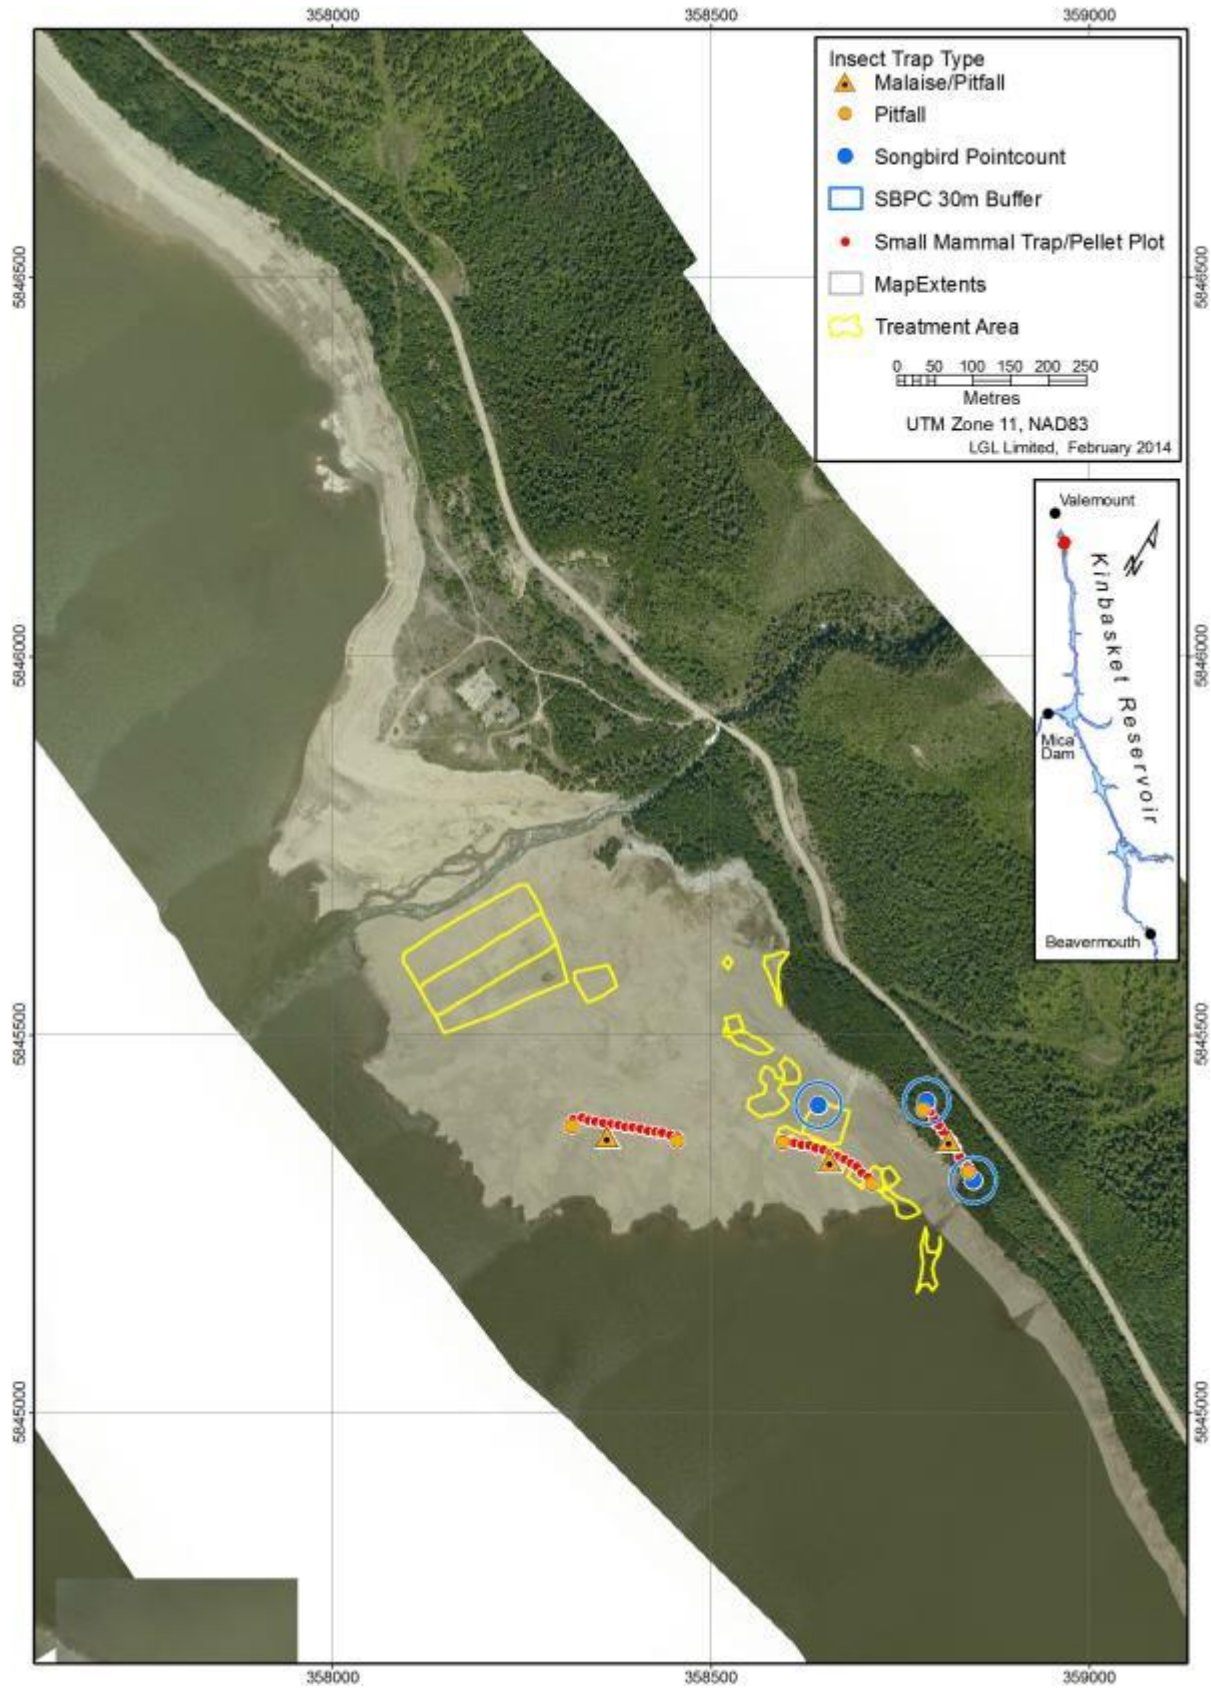 358000
358500
359000
Insect Trap Type
Malaise/Pitfall
Pitfall
Songbird Pointcount
SBPC 30m Buffer
Small Mammal Trap/Pellet Plot
MapExtents
Treatment Area
0 50 100 150 200 250
Metres
UTM Zone 11, NAD83
LGL Limited, February 2014
5846500
5846500
Valemount
N
Kinbasket Reservoir
Mica
Dam
Beavermouth
5846000
5846000
5845500
5845500
5845000
5845000
358000
358500
359000